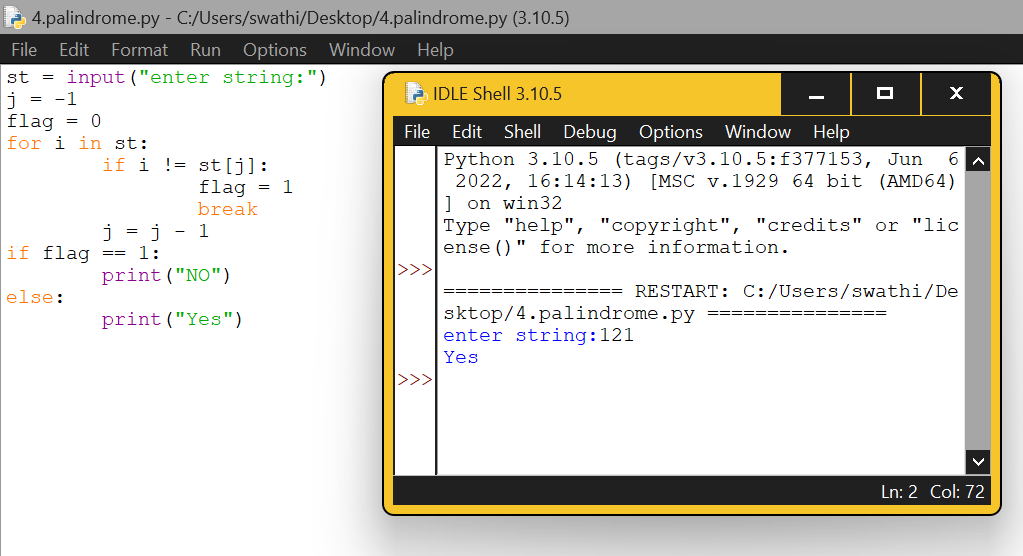 4.palindrome.py - C:/Users/swathi/Desktop/4.palindrome.py (3.10.5)
File Edit Format Run Options Window Help
st = input("enter string:")
j = -1
flag = 0
for i in st:
        if i != st[j]:
                flag = 1
                break
        j = j - 1
if flag == 1:
        print("NO")
else:
        print("Yes")
IDLE Shell 3.10.5
File Edit Shell Debug Options Window Help
Python 3.10.5 (tags/v3.10.5:f377153, Jun  6
 2022, 16:14:13) [MSC v.1929 64 bit (AMD64)
] on win32
Type "help", "copyright", "credits" or "lic
ense()" for more information.
>>>
=============== RESTART: C:/Users/swathi/De
sktop/4.palindrome.py ===============
enter string:121
Yes
>>>
Ln: 2 Col: 72